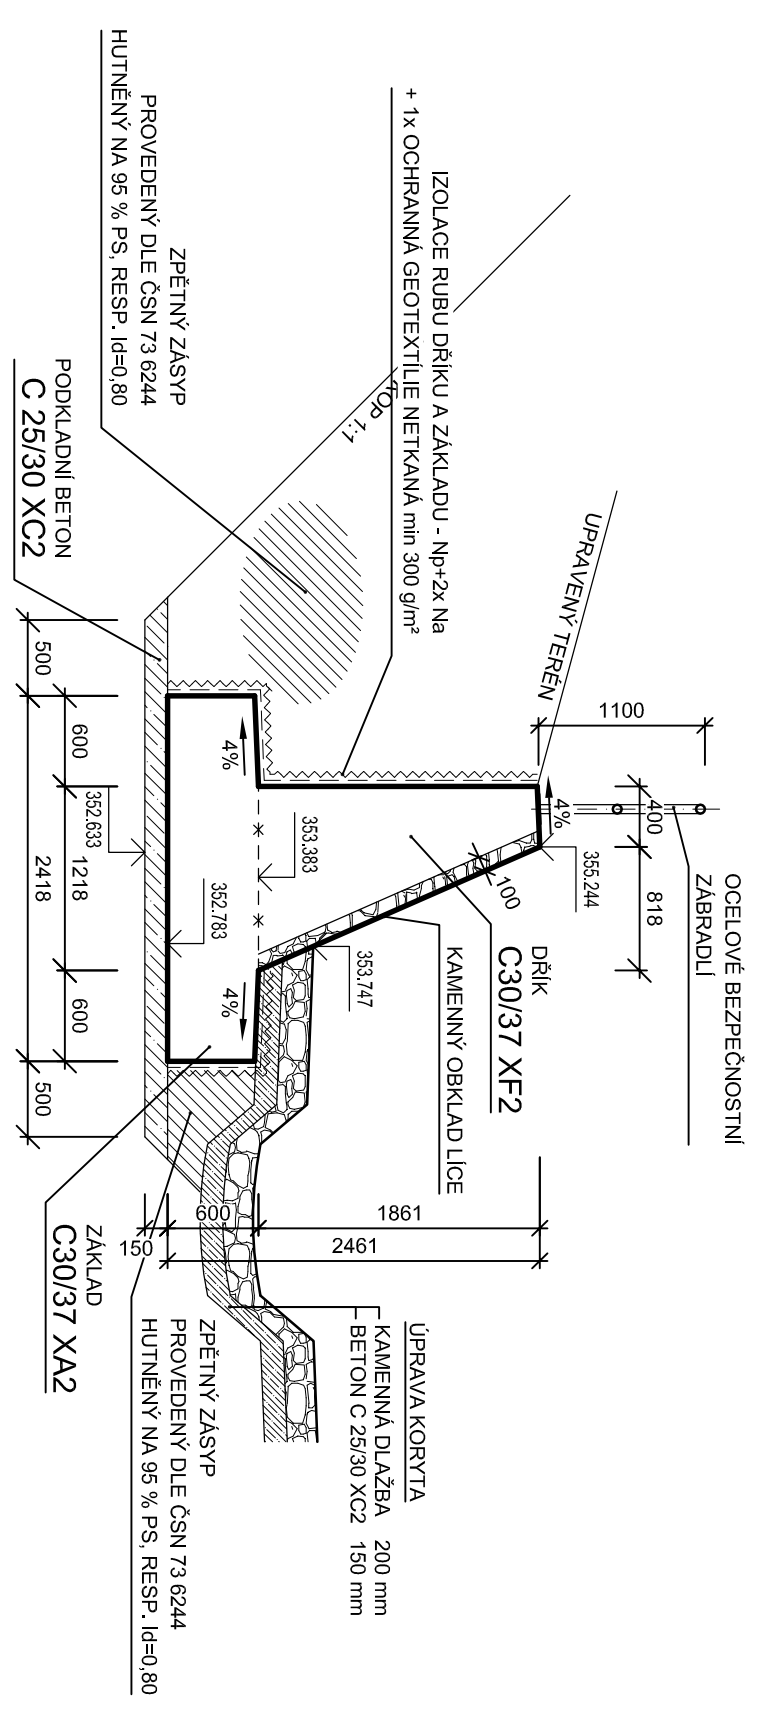 OCELOVÉ BEZPEČNOSTNÍ
ZÁBRADLÍ
1100
400
818
4%
UPRAVENÝ TERÉN
355.244
DŘÍK
C30/37 XF2
100
KAMENNÝ OBKLAD LÍCE
IZOLACE RUBU DŘÍKU A ZÁKLADU - Np+2x Na
+ 1x OCHRANNÁ GEOTEXTÍLIE NETKANÁ min 300 g/m²
353.747
353.383
1:1
ZPĚTNÝ ZÁSYP
PROVEDENÝ DLE ČSN 73 6244
HUTNĚNÝ NA 95 % PS, RESP. Id=0,80
4%
4%
352.783
352.633
PODKLADNÍ BETON
C 25/30 XC2
500
600
1218
600
500
2418
1861
600
2461
150
ÚPRAVA KORYTA
KAMENNÁ DLAŽBA 200 mm
BETON C 25/30 XC2 150 mm
ZPĚTNÝ ZÁSYP
PROVEDENÝ DLE ČSN 73 6244
HUTNĚNÝ NA 95 % PS, RESP. Id=0,80
ZÁKLAD
C30/37 XA2